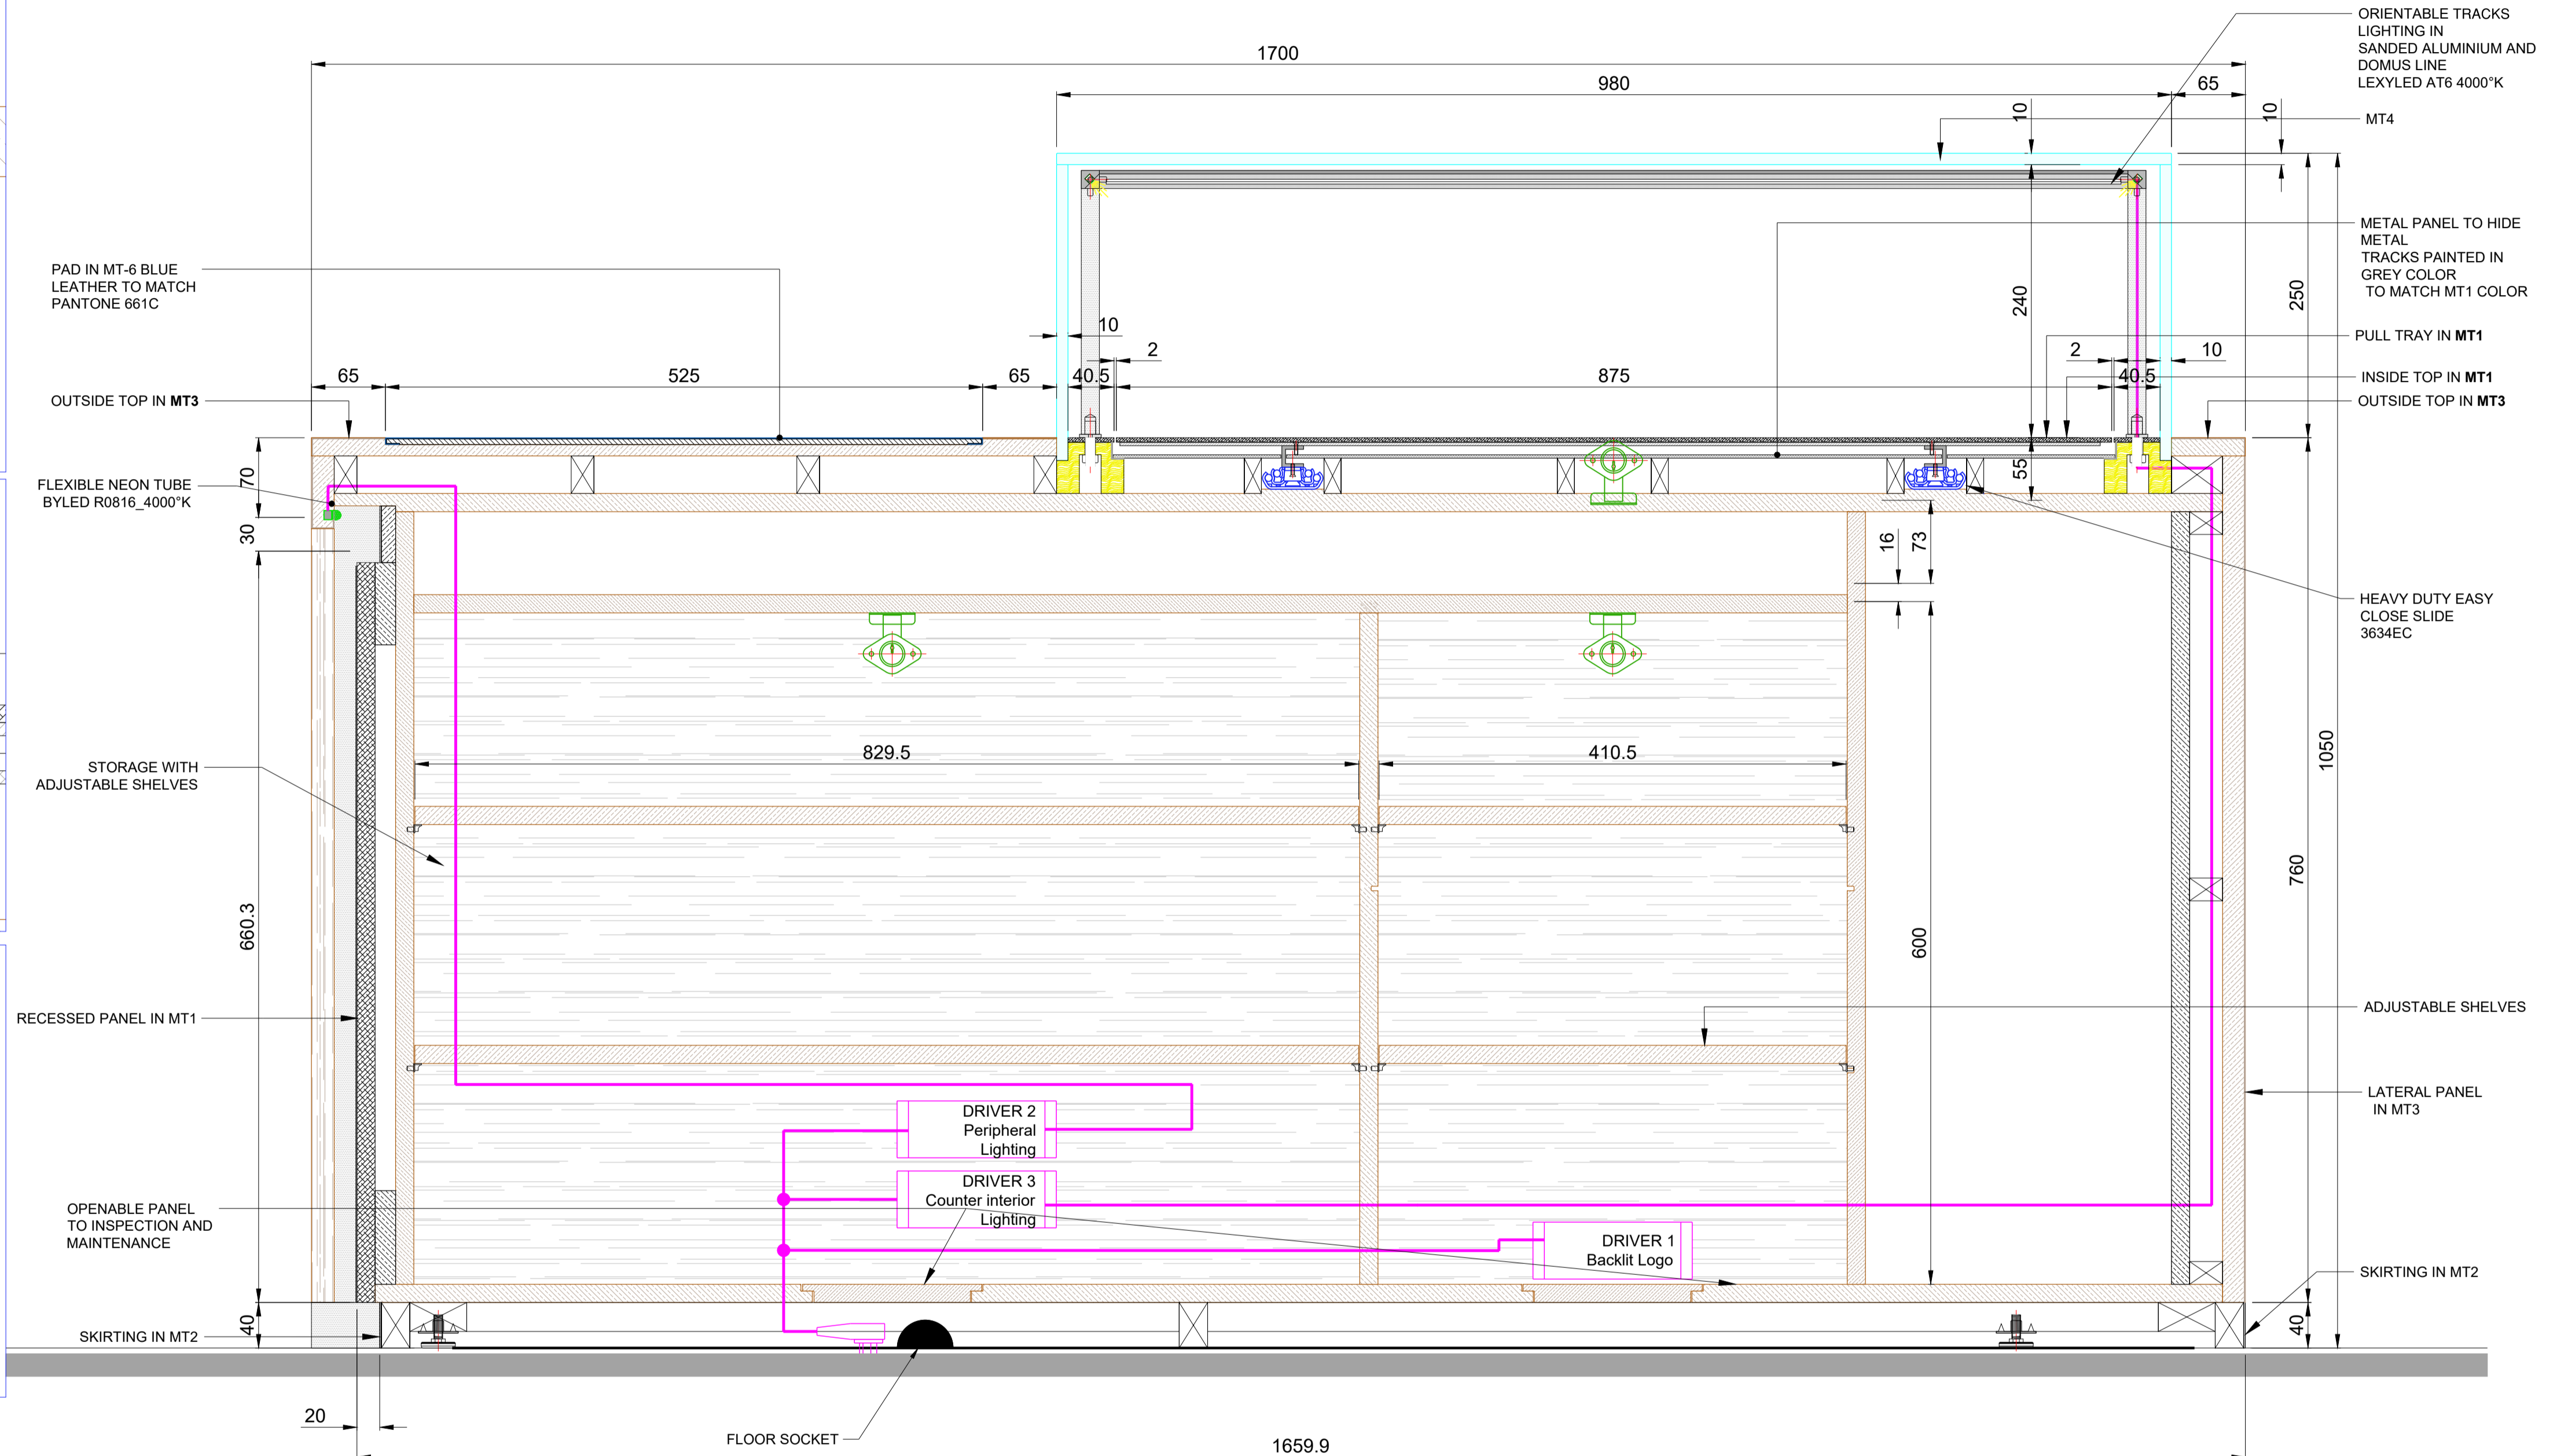 ORIENTABLE TRACKS
LIGHTING IN
SANDED ALUMINIUM AND
DOMUS LINE
LEXYLED AT6 4000°K
1700
980
65
10
10
MT4
METAL PANEL TO HIDE
METAL
TRACKS PAINTED IN
GREY COLOR
TO MATCH MT1 COLOR
PAD IN MT-6 BLUE
LEATHER TO MATCH
PANTONE 661C
240
250
10
2
PULL TRAY IN MT1
2
10
65
525
65
40.5
875
40.5
INSIDE TOP IN MT1
OUTSIDE TOP IN MT3
OUTSIDE TOP IN MT3
70
55
FLEXIBLE NEON TUBE
BYLED R0816_4000°K
30
16
73
HEAVY DUTY EASY
CLOSE SLIDE
3634EC
829.5
410.5
1050
STORAGE WITH
ADJUSTABLE SHELVES
760
660.3
600
RECESSED PANEL IN MT1
ADJUSTABLE SHELVES
LATERAL PANEL
IN MT3
DRIVER 2
Peripheral
Lighting
DRIVER 3
Counter interior
Lighting
OPENABLE PANEL
TO INSPECTION AND
MAINTENANCE
DRIVER 1
Backlit Logo
SKIRTING IN MT2
40
40
SKIRTING IN MT2
20
FLOOR SOCKET
1659.9